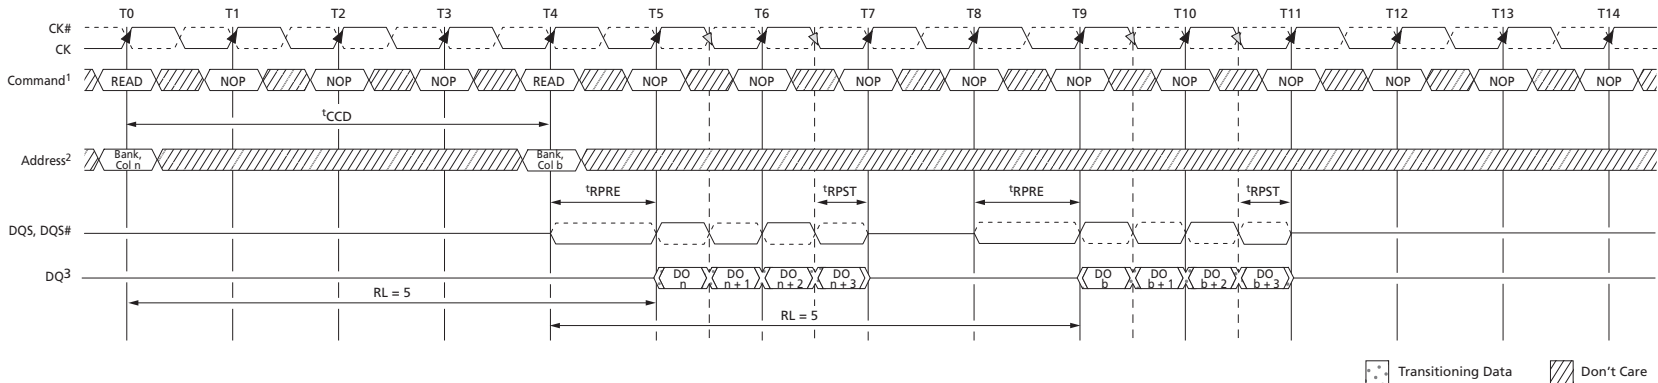 T0 T1 T2 T3 T4 T5 T6 T7 T8 T9 T10 T11 T12 T13 T14
CK#
CK
Command1 READ NOP NOP NOP READ NOP NOP NOP NOP NOP NOP NOP NOP NOP NOP
tCCD
Address2 Bank, Col n Bank, Col b
tRPRE tRPST tRPRE tRPST
DQS, DQS#
DQ3 DO n DO n + 1 DO n + 2 DO n + 3 DO b DO b + 1 DO b + 2 DO b + 3
RL = 5
RL = 5
Transitioning Data Don't Care